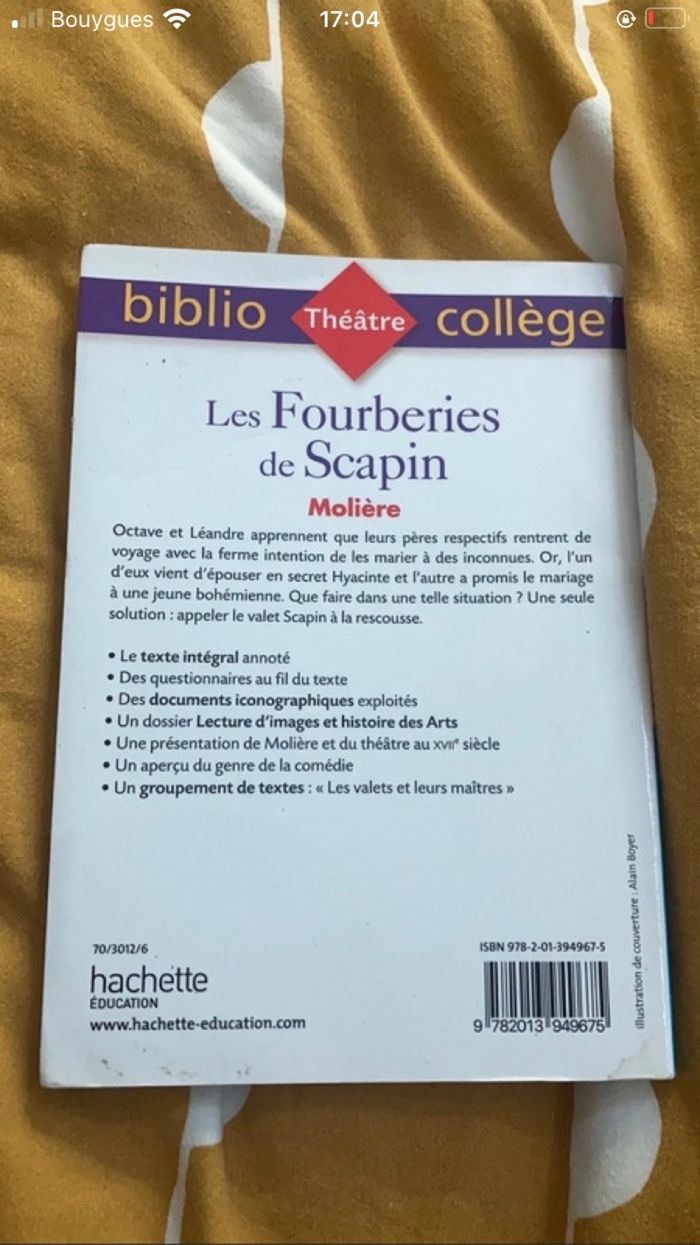 Bouygues 17:04
biblio Théâtre collège
Les Fourberies
de Scapin
Molière
Octave et Léandre apprennent que leurs pères respectifs rentrent de
voyage avec la ferme intention de les marier à des inconnues. Or, l'un
d'eux vient d'épouser en secret Hyacinte et l'autre a promis le mariage
à une jeune bohémienne. Que faire dans une telle situation ? Une seule
solution : appeler le valet Scapin à la rescousse.
• Le texte intégral annoté
• Des questionnaires au fil du texte
• Des documents iconographiques exploités
• Un dossier Lecture d'images et histoire des Arts
• Une présentation de Molière et du théâtre au XVIIe siècle
• Un aperçu du genre de la comédie
• Un groupement de textes : « Les valets et leurs maîtres »
Illustration de couverture : Alain Boyer
70/3012/6
hachette
ÉDUCATION
www.hachette-education.com
ISBN 978-2-01-394967-5
9 782013 949675